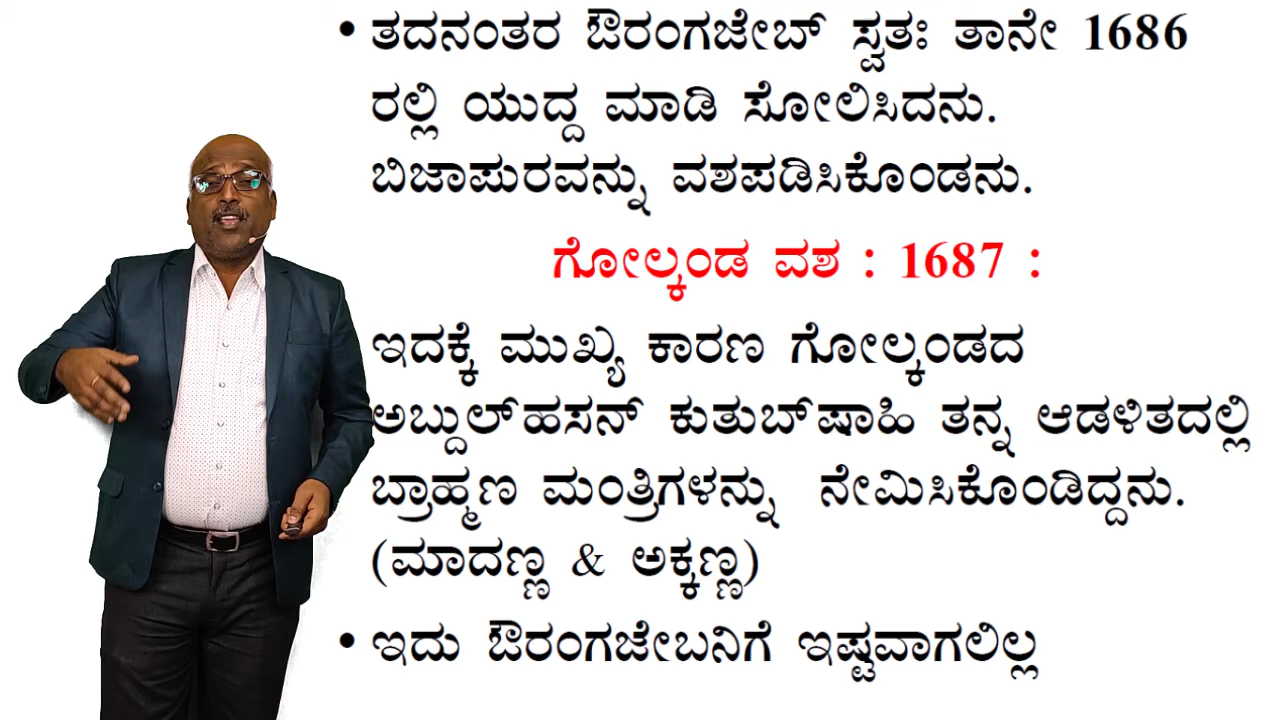 • ತದನಂತರ ಔರಂಗಜೇಬ್ ಸ್ವತಃ ತಾನೇ 1686
ರಲ್ಲಿ ಯುದ್ದ ಮಾಡಿ ಸೋಲಿಸಿದನು.
ಬಿಜಾಪುರವನ್ನು ವಶಪಡಿಸಿಕೊಂಡನು.
ಗೋಲ್ಕಂಡ ವಶ : 1687 :
ಇದಕ್ಕೆ ಮುಖ್ಯ ಕಾರಣ ಗೋಲ್ಕಂಡದ
ಅಬ್ದುಲ್‌ಹಸನ್ ಕುತುಬ್‌ಷಾಹಿ ತನ್ನ ಆಡಳಿತದಲ್ಲಿ
ಬ್ರಾಹ್ಮಣ ಮಂತ್ರಿಗಳನ್ನು ನೇಮಿಸಿಕೊಂಡಿದ್ದನು.
(ಮಾದಣ್ಣ & ಅಕ್ಕಣ್ಣ)
• ಇದು ಔರಂಗಜೇಬನಿಗೆ ಇಷ್ಟವಾಗಲಿಲ್ಲ